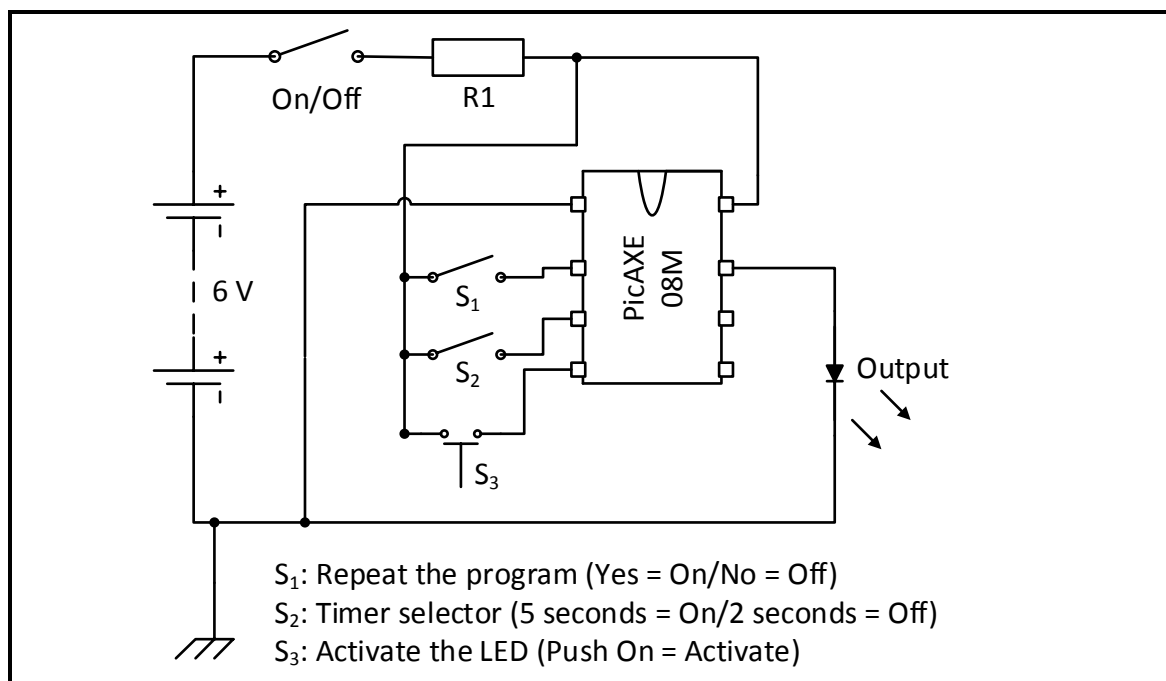 On/Off
R1
+
–
6 V
+
–
PicAXE
08M
S₁
S₂
S₃
Output
S₁: Repeat the program (Yes = On/No = Off)
S₂: Timer selector (5 seconds = On/2 seconds = Off)
S₃: Activate the LED (Push On = Activate)